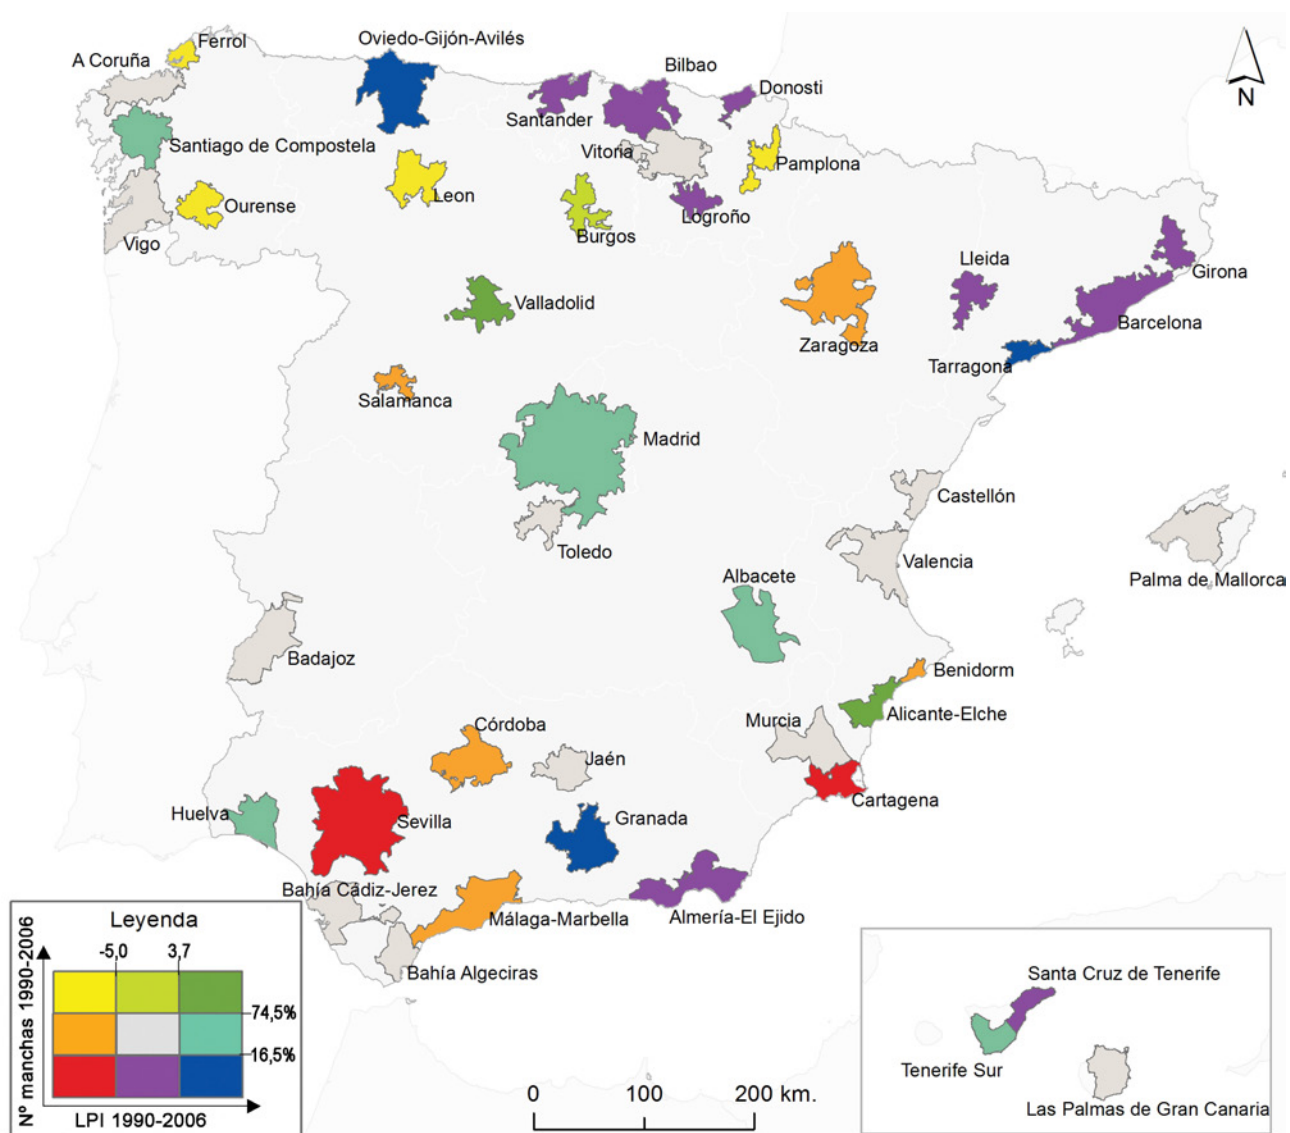 Ferrol
Oviedo-Gijón-Avilés
A Coruña
Bilbao
Donosti
N
Santander
Santiago de Compostela
Vitoria
Pamplona
Leon
Ourense
Logroño
Burgos
Vigo
Lleida
Girona
Valladolid
Barcelona
Zaragoza
Tarragona
Salamanca
Madrid
Castellón
Toledo
Valencia
Albacete
Palma de Mallorca
Badajoz
Benidorm
Alicante-Elche
Murcia
Córdoba
Jaén
Cartagena
Huelva
Sevilla
Granada
Bahía Cádiz-Jerez
Málaga-Marbella
Almería-El Ejido
Bahía Algeciras
Leyenda
-5,0 3,7
74,5%
16,5%
Nº manchas 1990-2006
LPI 1990-2006
0 100 200 km.
Santa Cruz de Tenerife
Tenerife Sur
Las Palmas de Gran Canaria